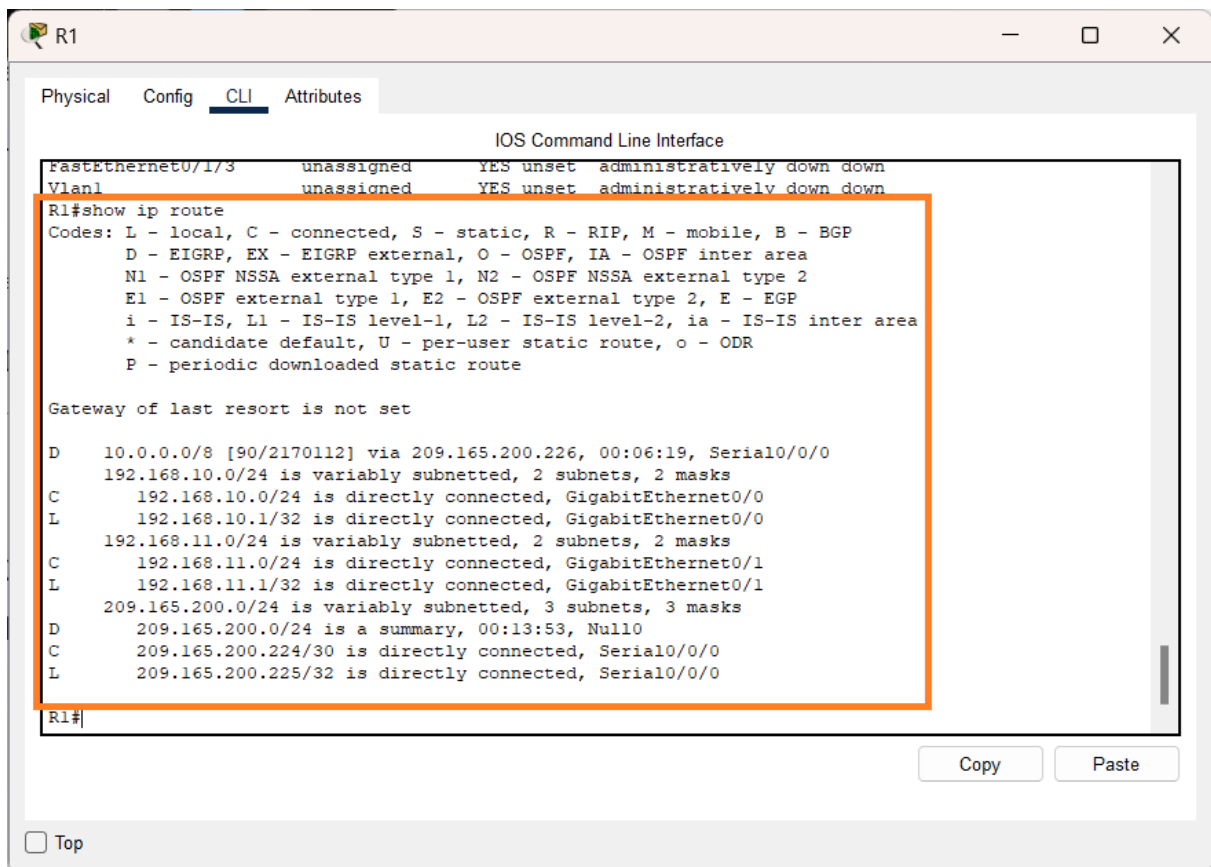 R1
Physical Config CLI Attributes
IOS Command Line Interface
FastEthernet0/1/3 unassigned YES unset administratively down down
Vlan1 unassigned YES unset administratively down down
R1#show ip route
Codes: L - local, C - connected, S - static, R - RIP, M - mobile, B - BGP
D - EIGRP, EX - EIGRP external, O - OSPF, IA - OSPF inter area
N1 - OSPF NSSA external type 1, N2 - OSPF NSSA external type 2
E1 - OSPF external type 1, E2 - OSPF external type 2, E - EGP
i - IS-IS, L1 - IS-IS level-1, L2 - IS-IS level-2, ia - IS-IS inter area
* - candidate default, U - per-user static route, o - ODR
P - periodic downloaded static route
Gateway of last resort is not set
D 10.0.0.0/8 [90/2170112] via 209.165.200.226, 00:06:19, Serial0/0/0
192.168.10.0/24 is variably subnetted, 2 subnets, 2 masks
C 192.168.10.0/24 is directly connected, GigabitEthernet0/0
L 192.168.10.1/32 is directly connected, GigabitEthernet0/0
192.168.11.0/24 is variably subnetted, 2 subnets, 2 masks
C 192.168.11.0/24 is directly connected, GigabitEthernet0/1
L 192.168.11.1/32 is directly connected, GigabitEthernet0/1
209.165.200.0/24 is variably subnetted, 3 subnets, 3 masks
D 209.165.200.0/24 is a summary, 00:13:53, Null0
C 209.165.200.224/30 is directly connected, Serial0/0/0
L 209.165.200.225/32 is directly connected, Serial0/0/0
R1#
Copy Paste
Top